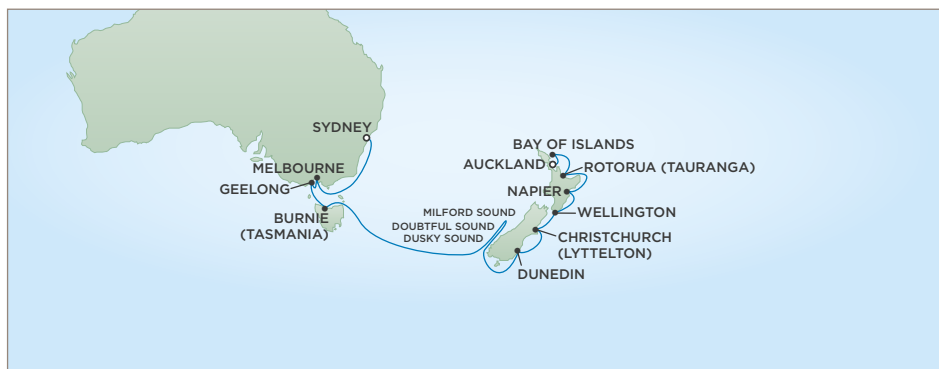 SYDNEY
BAY OF ISLANDS
MELBOURNE
AUCKLAND
ROTORUA (TAURANGA)
GEELONG
NAPIER
BURNIE
(TASMANIA)
MILFORD SOUND
DOUBTFUL SOUND
DUSKY SOUND
WELLINGTON
CHRISTCHURCH
(LYTTELTON)
DUNEDIN